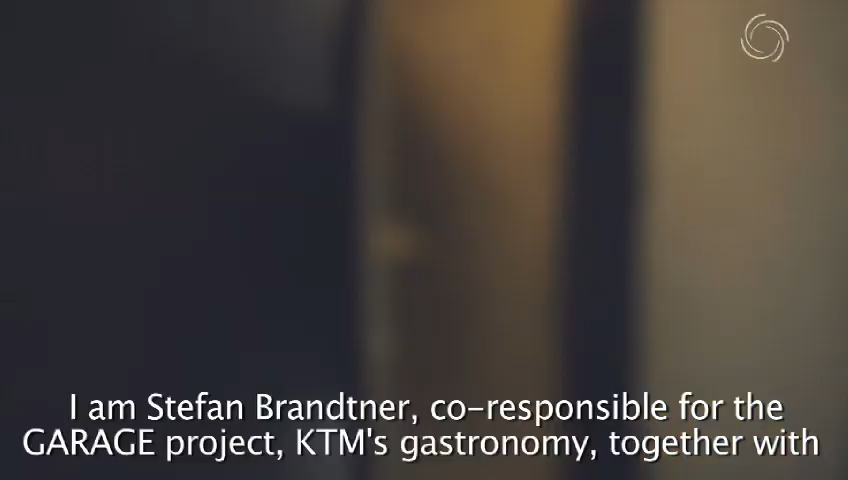 I am Stefan Brandtner, co-responsible for the
GARAGE project, KTM's gastronomy, together with